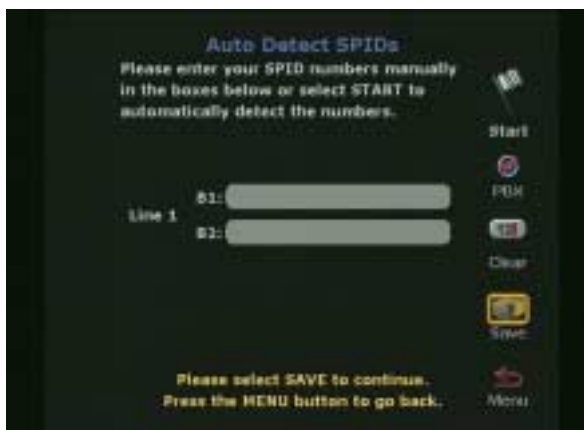 Auto Detect SPIDs
Please enter your SPID numbers manually
in the boxes below or select START to
automatically detect the numbers.
Start
PBX
Line 1
B1:
B2:
Clear
Save
Please select SAVE to continue.
Press the MENU button to go back.
Menu